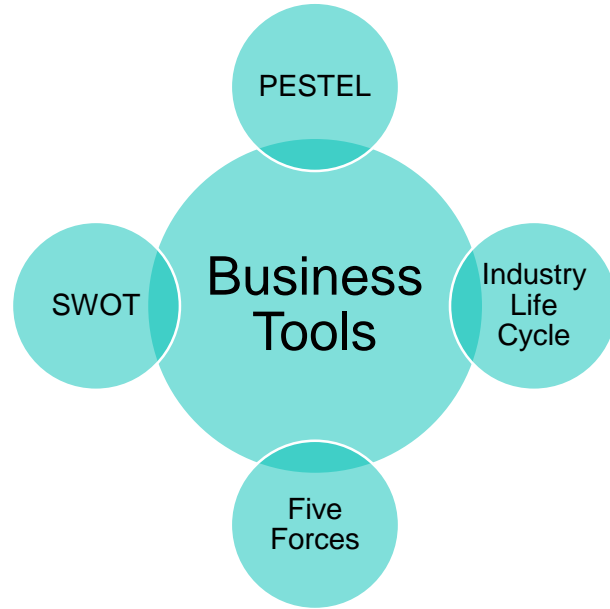 PESTEL
SWOT
Business
Tools
Industry
Life
Cycle
Five
Forces